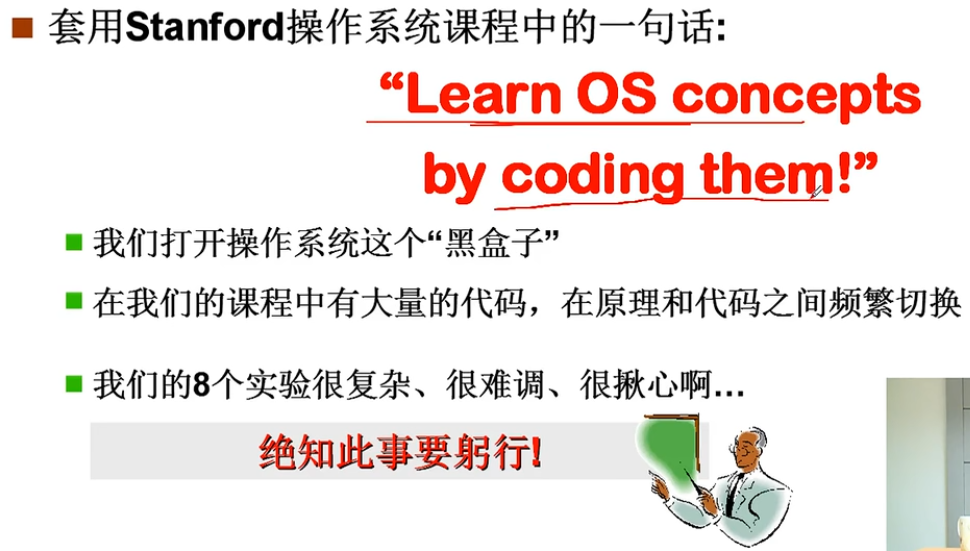 套用Stanford操作系统课程中的一句话:
“Learn OS concepts
by coding them!”
我们打开操作系统这个“黑盒子”
在我们的课程中有大量的代码，在原理和代码之间频繁切换
我们的8个实验很复杂、很难调、很揪心啊...
绝知此事要躬行!